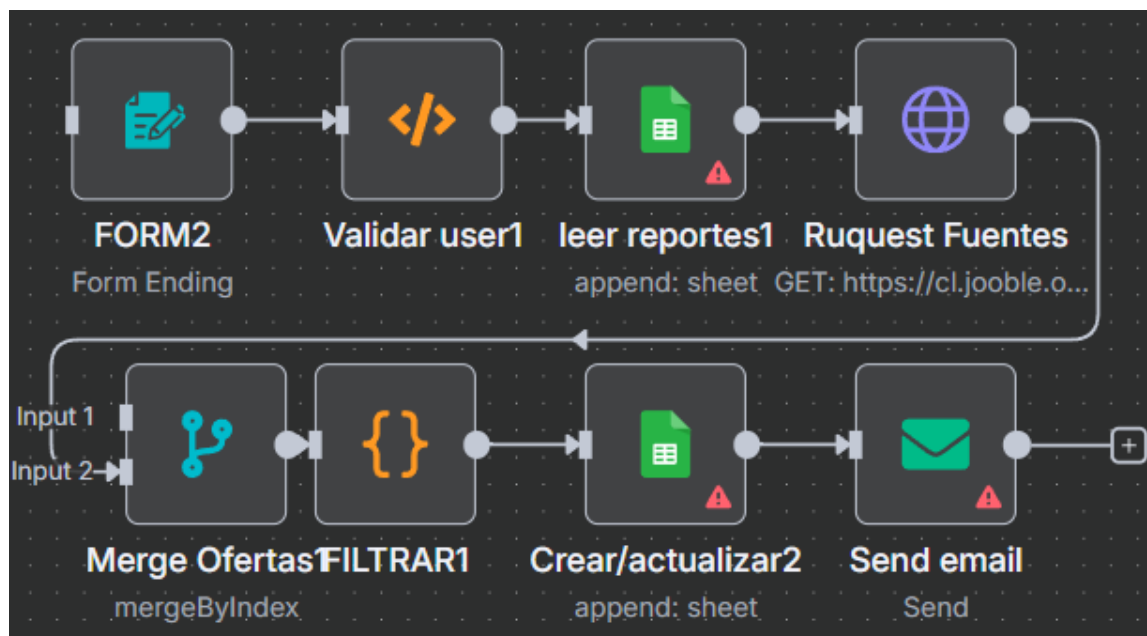 FORM2
Form Ending
Validar user1
leer reportes1
append: sheet
Ruquest Fuentes
GET: https://cl.jooble.o...
Input 1
Input 2
Merge Ofertas1
mergeByIndex
FILTRAR1
Crear/actualizar2
append: sheet
Send email
Send